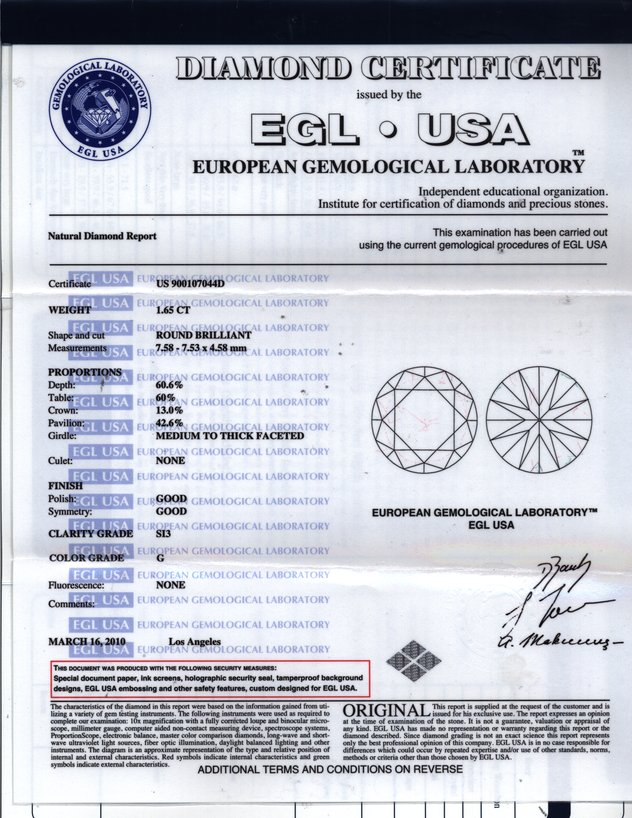 GEMOLOGICAL LABORATORY
EGL USA
DIAMOND CERTIFICATE
issued by the
EGL • USA
EUROPEAN GEMOLOGICAL LABORATORY™
Independent educational organization.
Institute for certification of diamonds and precious stones.
Natural Diamond Report
This examination has been carried out
using the current gemological procedures of EGL USA
EGL USA EUROPEAN GEMOLOGICAL LABORATORY
Certificate US 900107044D
WEIGHT 1.65 CT
Shape and cut ROUND BRILLIANT
Measurements 7.58 - 7.53 x 4.58 mm
PROPORTIONS
Depth: 60.6%
Table: 60%
Crown: 13.0%
Pavilion: 42.6%
Girdle: MEDIUM TO THICK FACETED
Culet: NONE
FINISH
Polish: GOOD
Symmetry: GOOD
CLARITY GRADE SI3
COLOR GRADE G
Fluorescence: NONE
Comments:
MARCH 16, 2010 Los Angeles
EUROPEAN GEMOLOGICAL LABORATORY™
EGL USA
THIS DOCUMENT WAS PRODUCED WITH THE FOLLOWING SECURITY MEASURES:
Special document paper, ink screens, holographic security seal, tamperproof background
designs, EGL USA embossing and other safety features, custom designed for EGL USA.
The characteristics of the diamond in this report were based on the information gained from uti-
lizing a variety of gem testing instruments. The following instruments were used as required to
complete our examination: 10x magnification with a fully corrected loupe and binocular micro-
scope, millimeter gauge, computer aided non-contact measuring device, spectroscope systems,
ProportionScope, electronic balance, master color comparison diamonds, long-wave and short-
wave ultraviolet light sources, fiber optic illumination, daylight balanced lighting and other
instruments. The diagram is an approximate representation of the type and relative position of
internal and external characteristics. Red symbols indicate internal characteristics and green
symbols indicate external characteristics.
ORIGINAL This report is supplied at the request of the customer and is
issued for his exclusive use. The report expresses an opinion
at the time of examination of the stone. It is not a guarantee, valuation or appraisal of
any kind. EGL USA has made no representation or warranty regarding this report or the
diamond described. Since diamond grading is not an exact science this report represents
only the best professional opinion of this company. EGL USA is in no case responsible for
differences which could occur by repeated expertise and/or use of other standards, norms,
methods or criteria other than those chosen by EGL USA.
ADDITIONAL TERMS AND CONDITIONS ON REVERSE